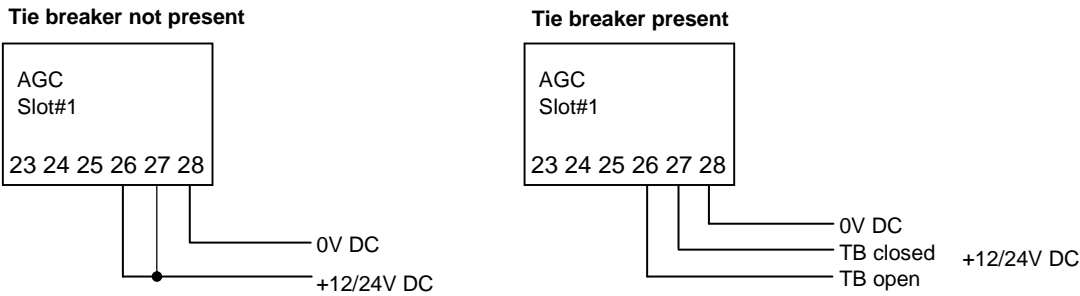 Tie breaker not present
AGC
Slot#1
23 24 25 26 27 28
0V DC
+12/24V DC
Tie breaker present
AGC
Slot#1
23 24 25 26 27 28
0V DC
TB closed
+12/24V DC
TB open